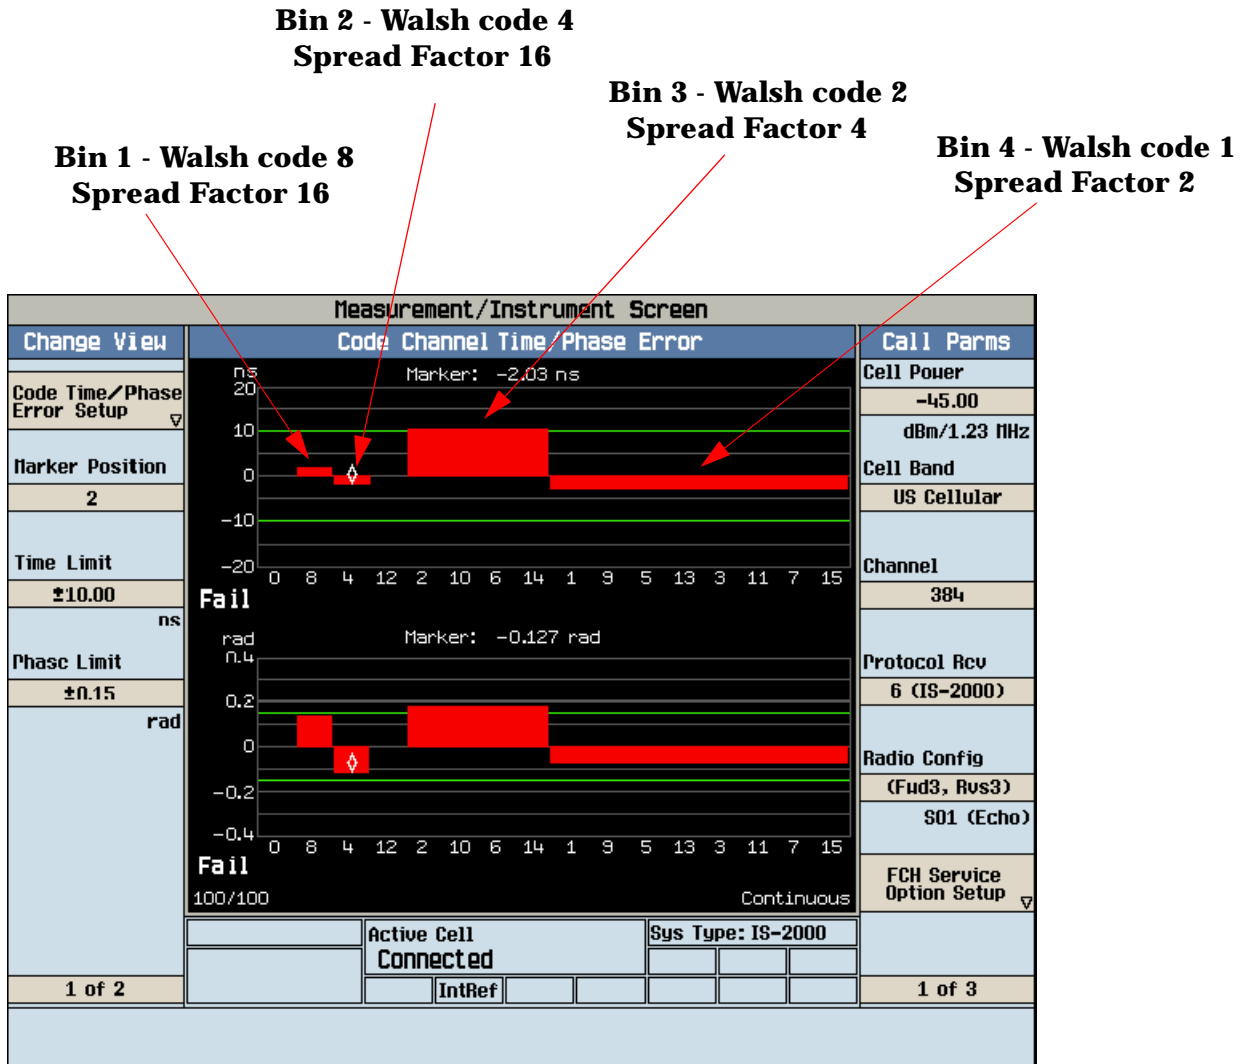 Bin 2 - Walsh code 4
Spread Factor 16
Bin 3 - Walsh code 2
Spread Factor 4
Bin 1 - Walsh code 8
Spread Factor 16
Bin 4 - Walsh code 1
Spread Factor 2
Measurement/Instrument Screen
Change View
Code Time/Phase
Error Setup
Marker Position
2
Time Limit
±10.00
ns
Phasc Limit
±0.15
rad
1 of 2
Code Channel Time/Phase Error
ns
Marker: -2.03 ns
20
10
0
-10
-20
0 8 4 12 2 10 6 14 1 9 5 13 3 11 7 15
Fail
rad
Marker: -0.127 rad
0.4
0.2
0
-0.2
-0.4
0 8 4 12 2 10 6 14 1 9 5 13 3 11 7 15
Fail
100/100
Continuous
Active Cell
Connected
Sys Type: IS-2000
IntRef
Call Parms
Cell Power
-45.00
dBm/1.23 MHz
Cell Band
US Cellular
Channel
384
Protocol Rev
6 (IS-2000)
Radio Config
(Fwd3, Rvs3)
SO1 (Echo)
FCH Service
Option Setup
1 of 3